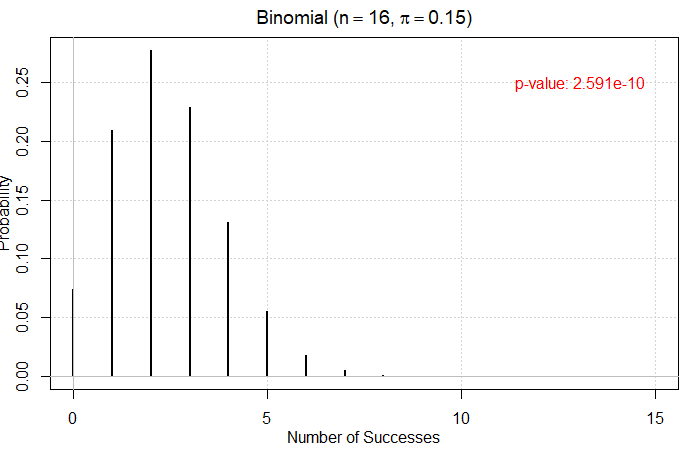 Binomial (n = 16, π = 0.15)
p-value: 2.591e-10
Probability
0.25
0.20
0.15
0.10
0.05
0.00
0 5 10 15
Number of Successes